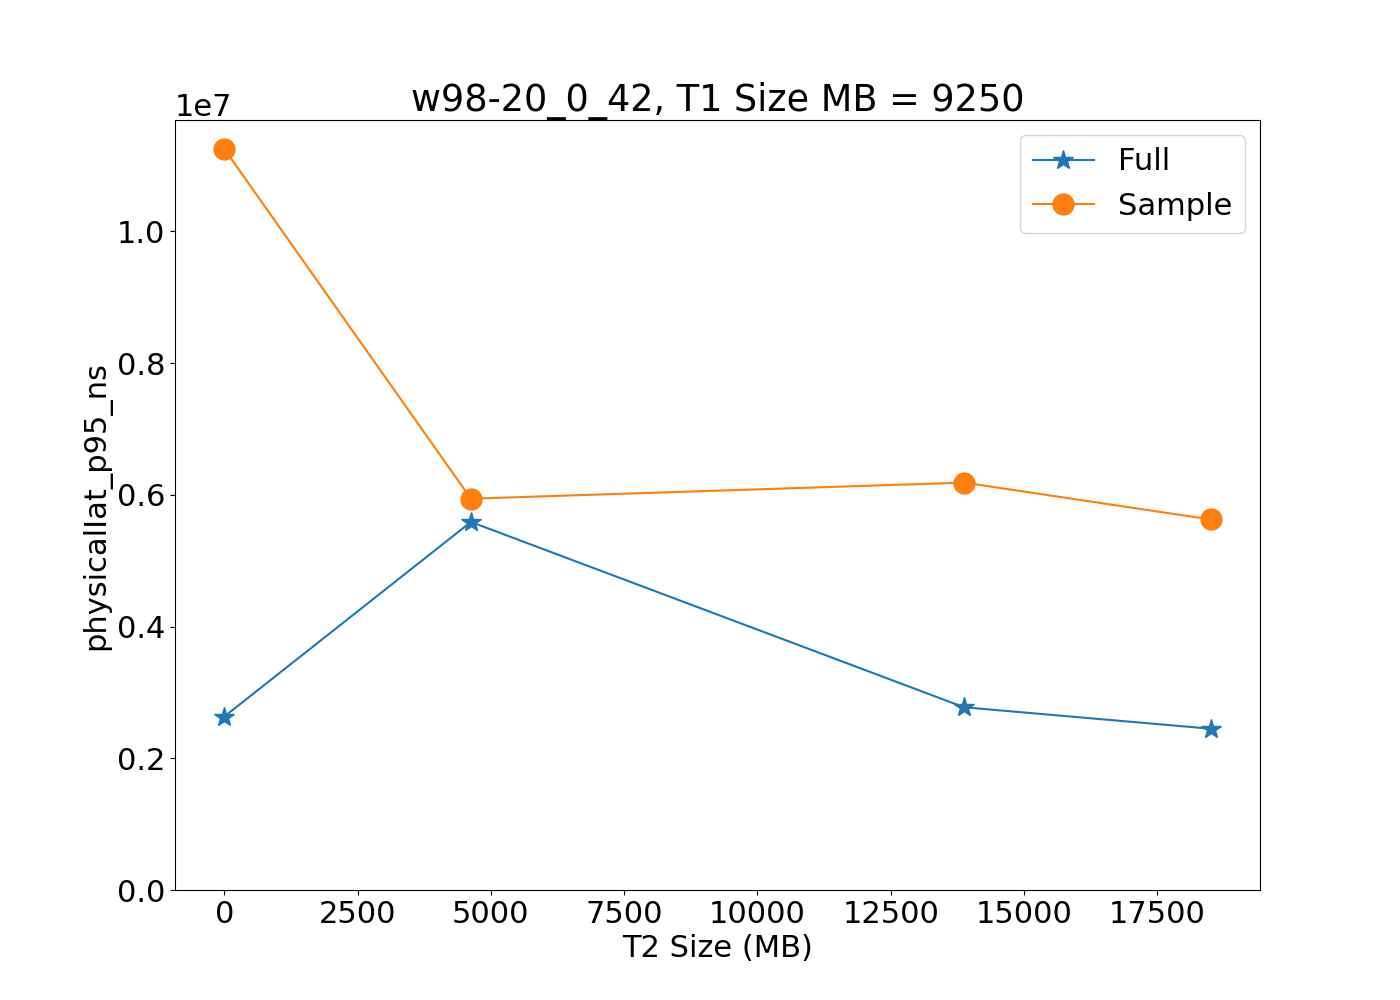 w98-20_0_42, T1 Size MB = 9250
1e7
Full
Sample
1.0
0.8
0.6
0.4
0.2
0.0
physicallat_p95_ns
0 2500 5000 7500 10000 12500 15000 17500
T2 Size (MB)